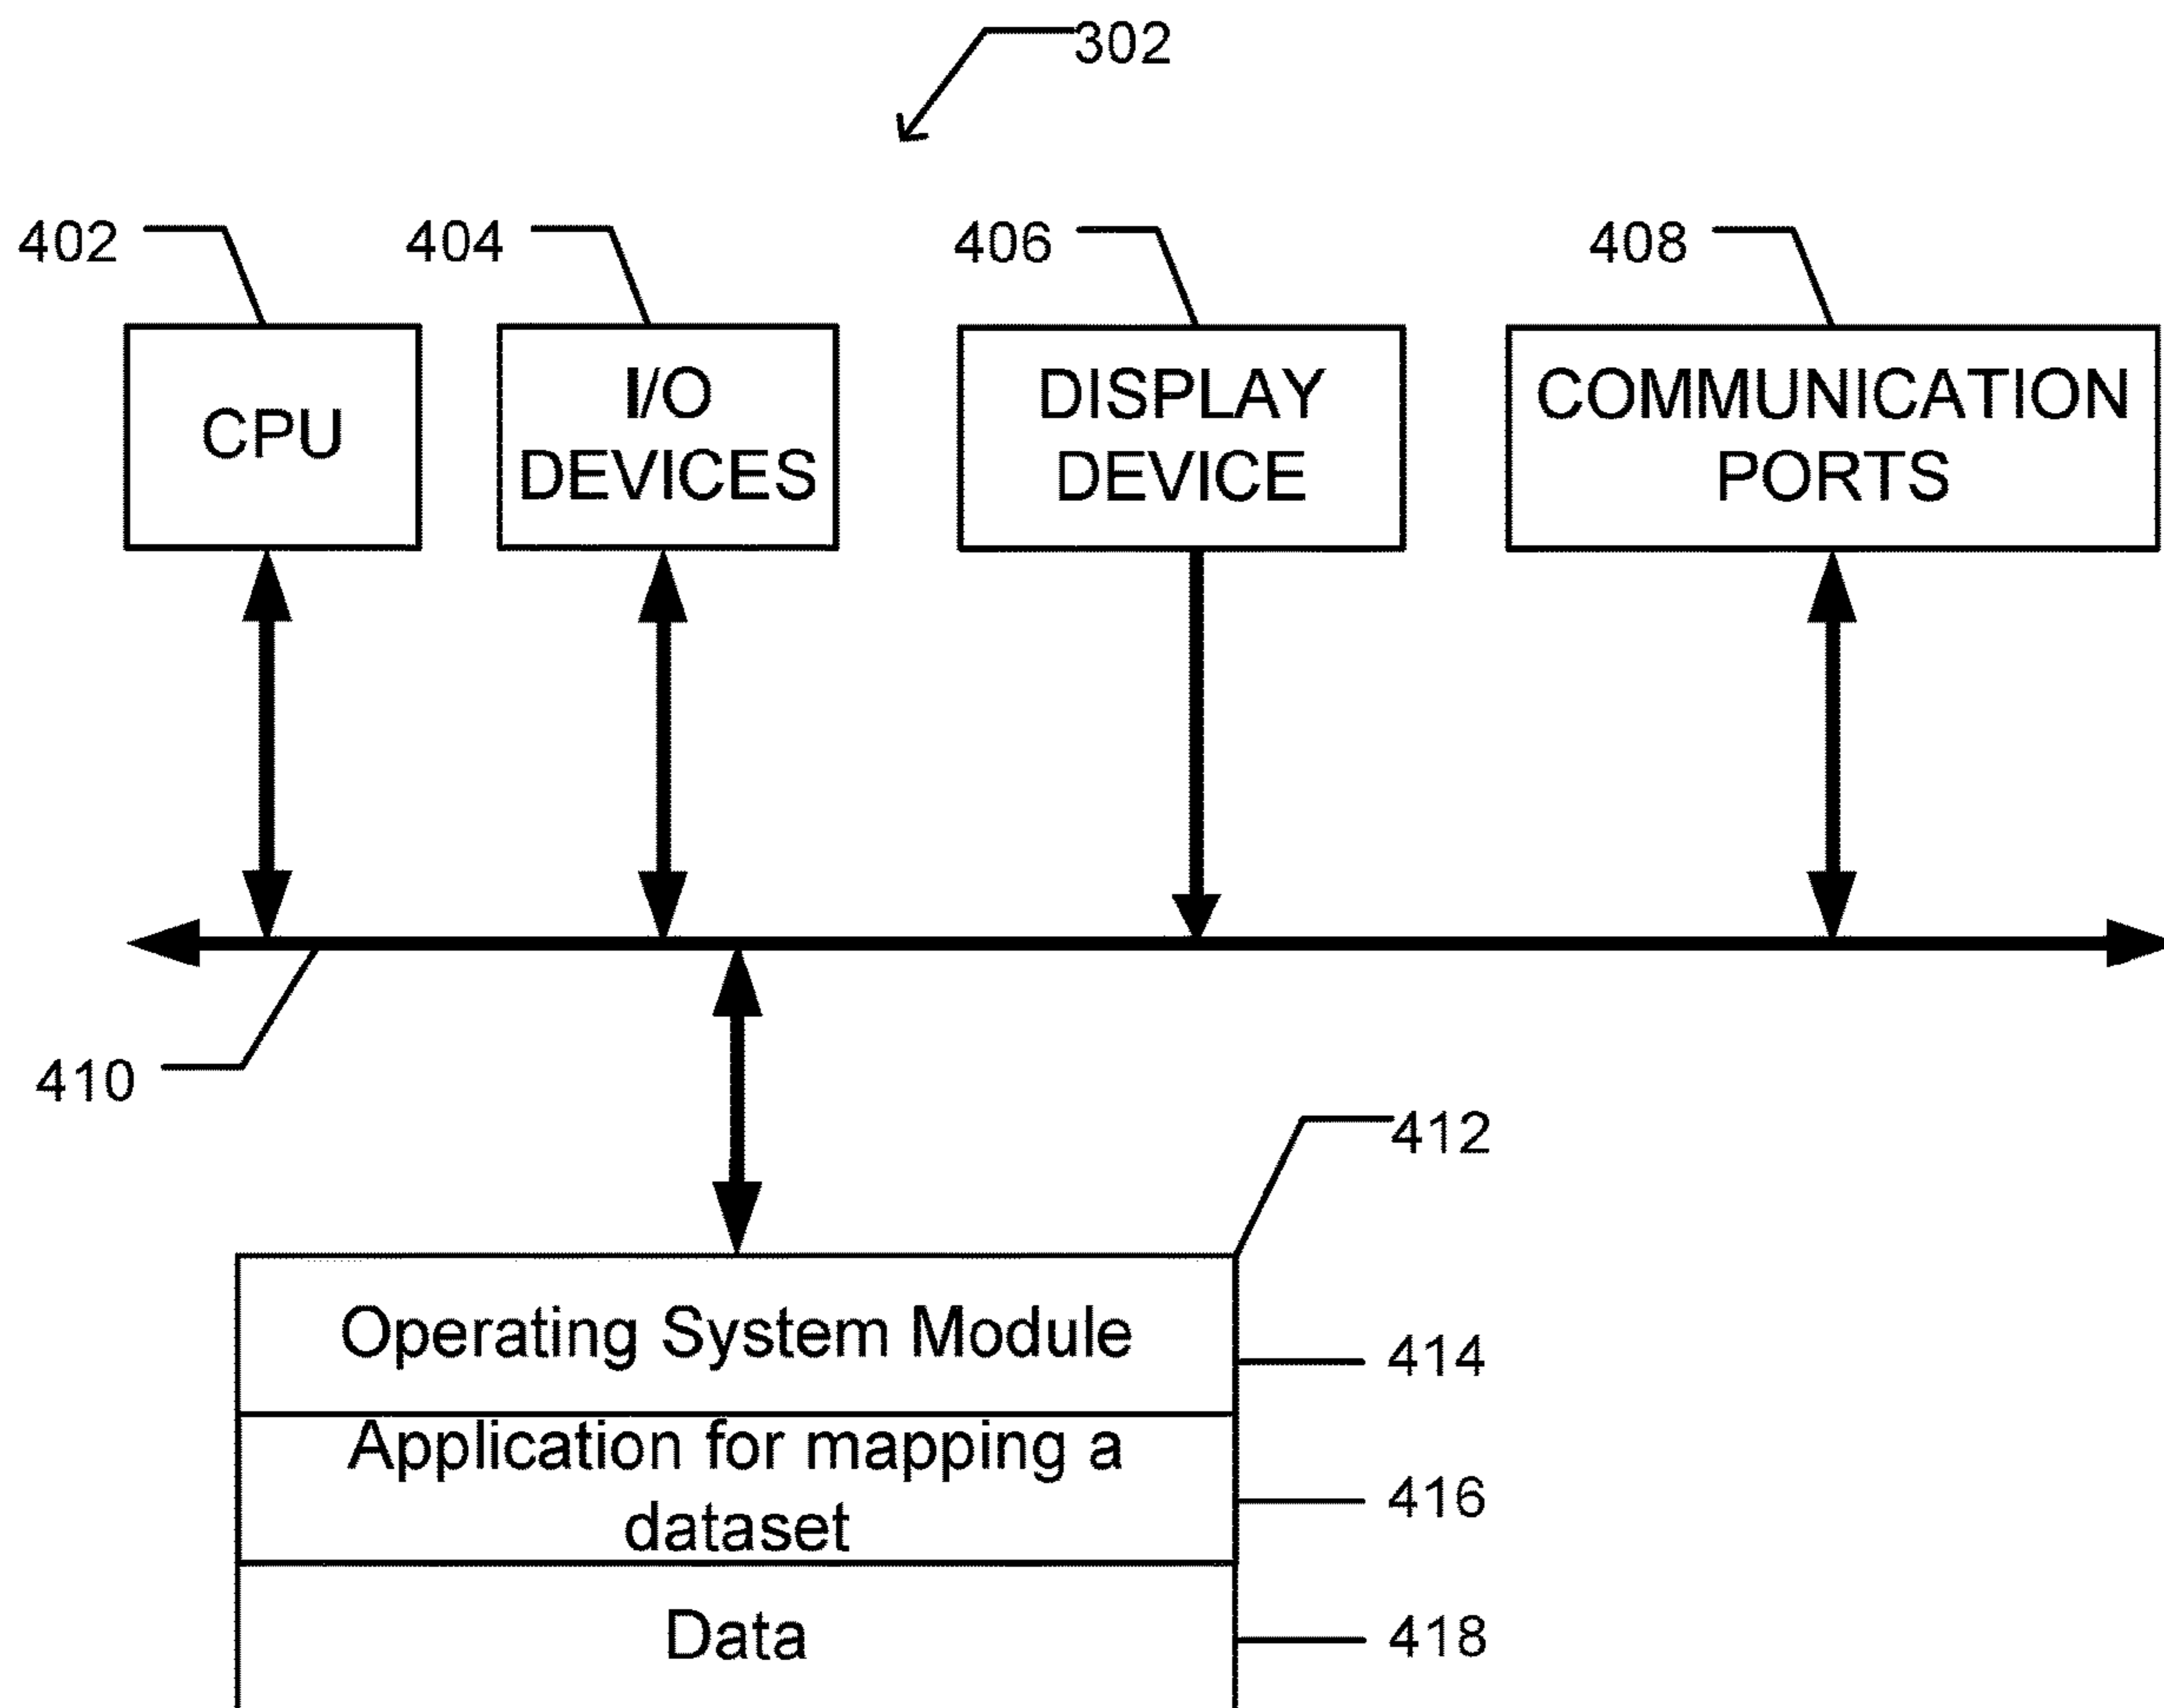 302
402
404
406
408
CPU
I/O
DEVICES
DISPLAY
DEVICE
COMMUNICATION
PORTS
410
412
Operating System Module
414
Application for mapping a
dataset
416
Data
418